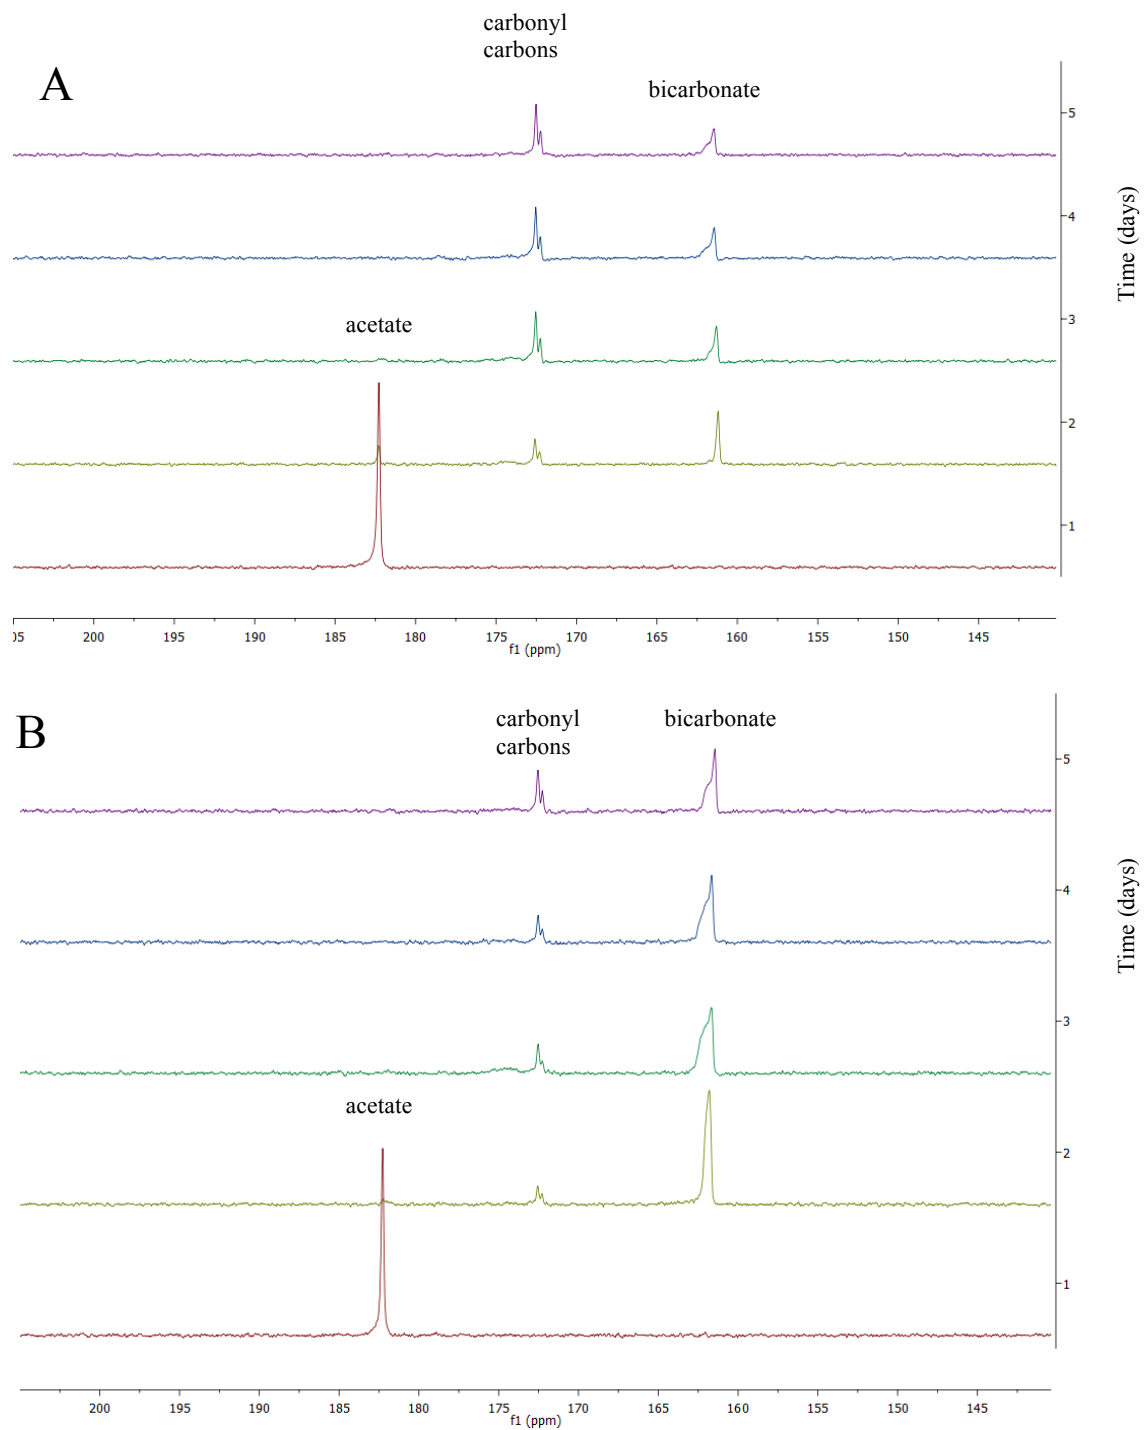 carbonyl
carbons
A
bicarbonate
5
4
Time (days)
3
acetate
2
1
05 200 195 190 185 180 175 170 165 160 155 150 145
f1 (ppm)
B
carbonyl
carbons
bicarbonate
5
4
Time (days)
3
acetate
2
1
200 195 190 185 180 175 170 165 160 155 150 145
f1 (ppm)